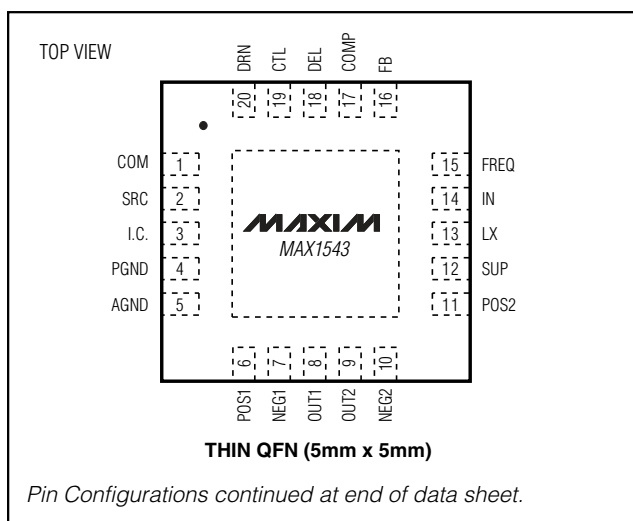 TOP VIEW
DRN
CTL
DEL
COMP
FB
20
19
18
17
16
COM 1
SRC 2
I.C. 3
PGND 4
AGND 5
15 FREQ
14 IN
13 LX
12 SUP
11 POS2
MAXIM
MAX1543
6
7
8
9
10
POS1
NEG1
OUT1
OUT2
NEG2
THIN QFN (5mm x 5mm)
Pin Configurations continued at end of data sheet.